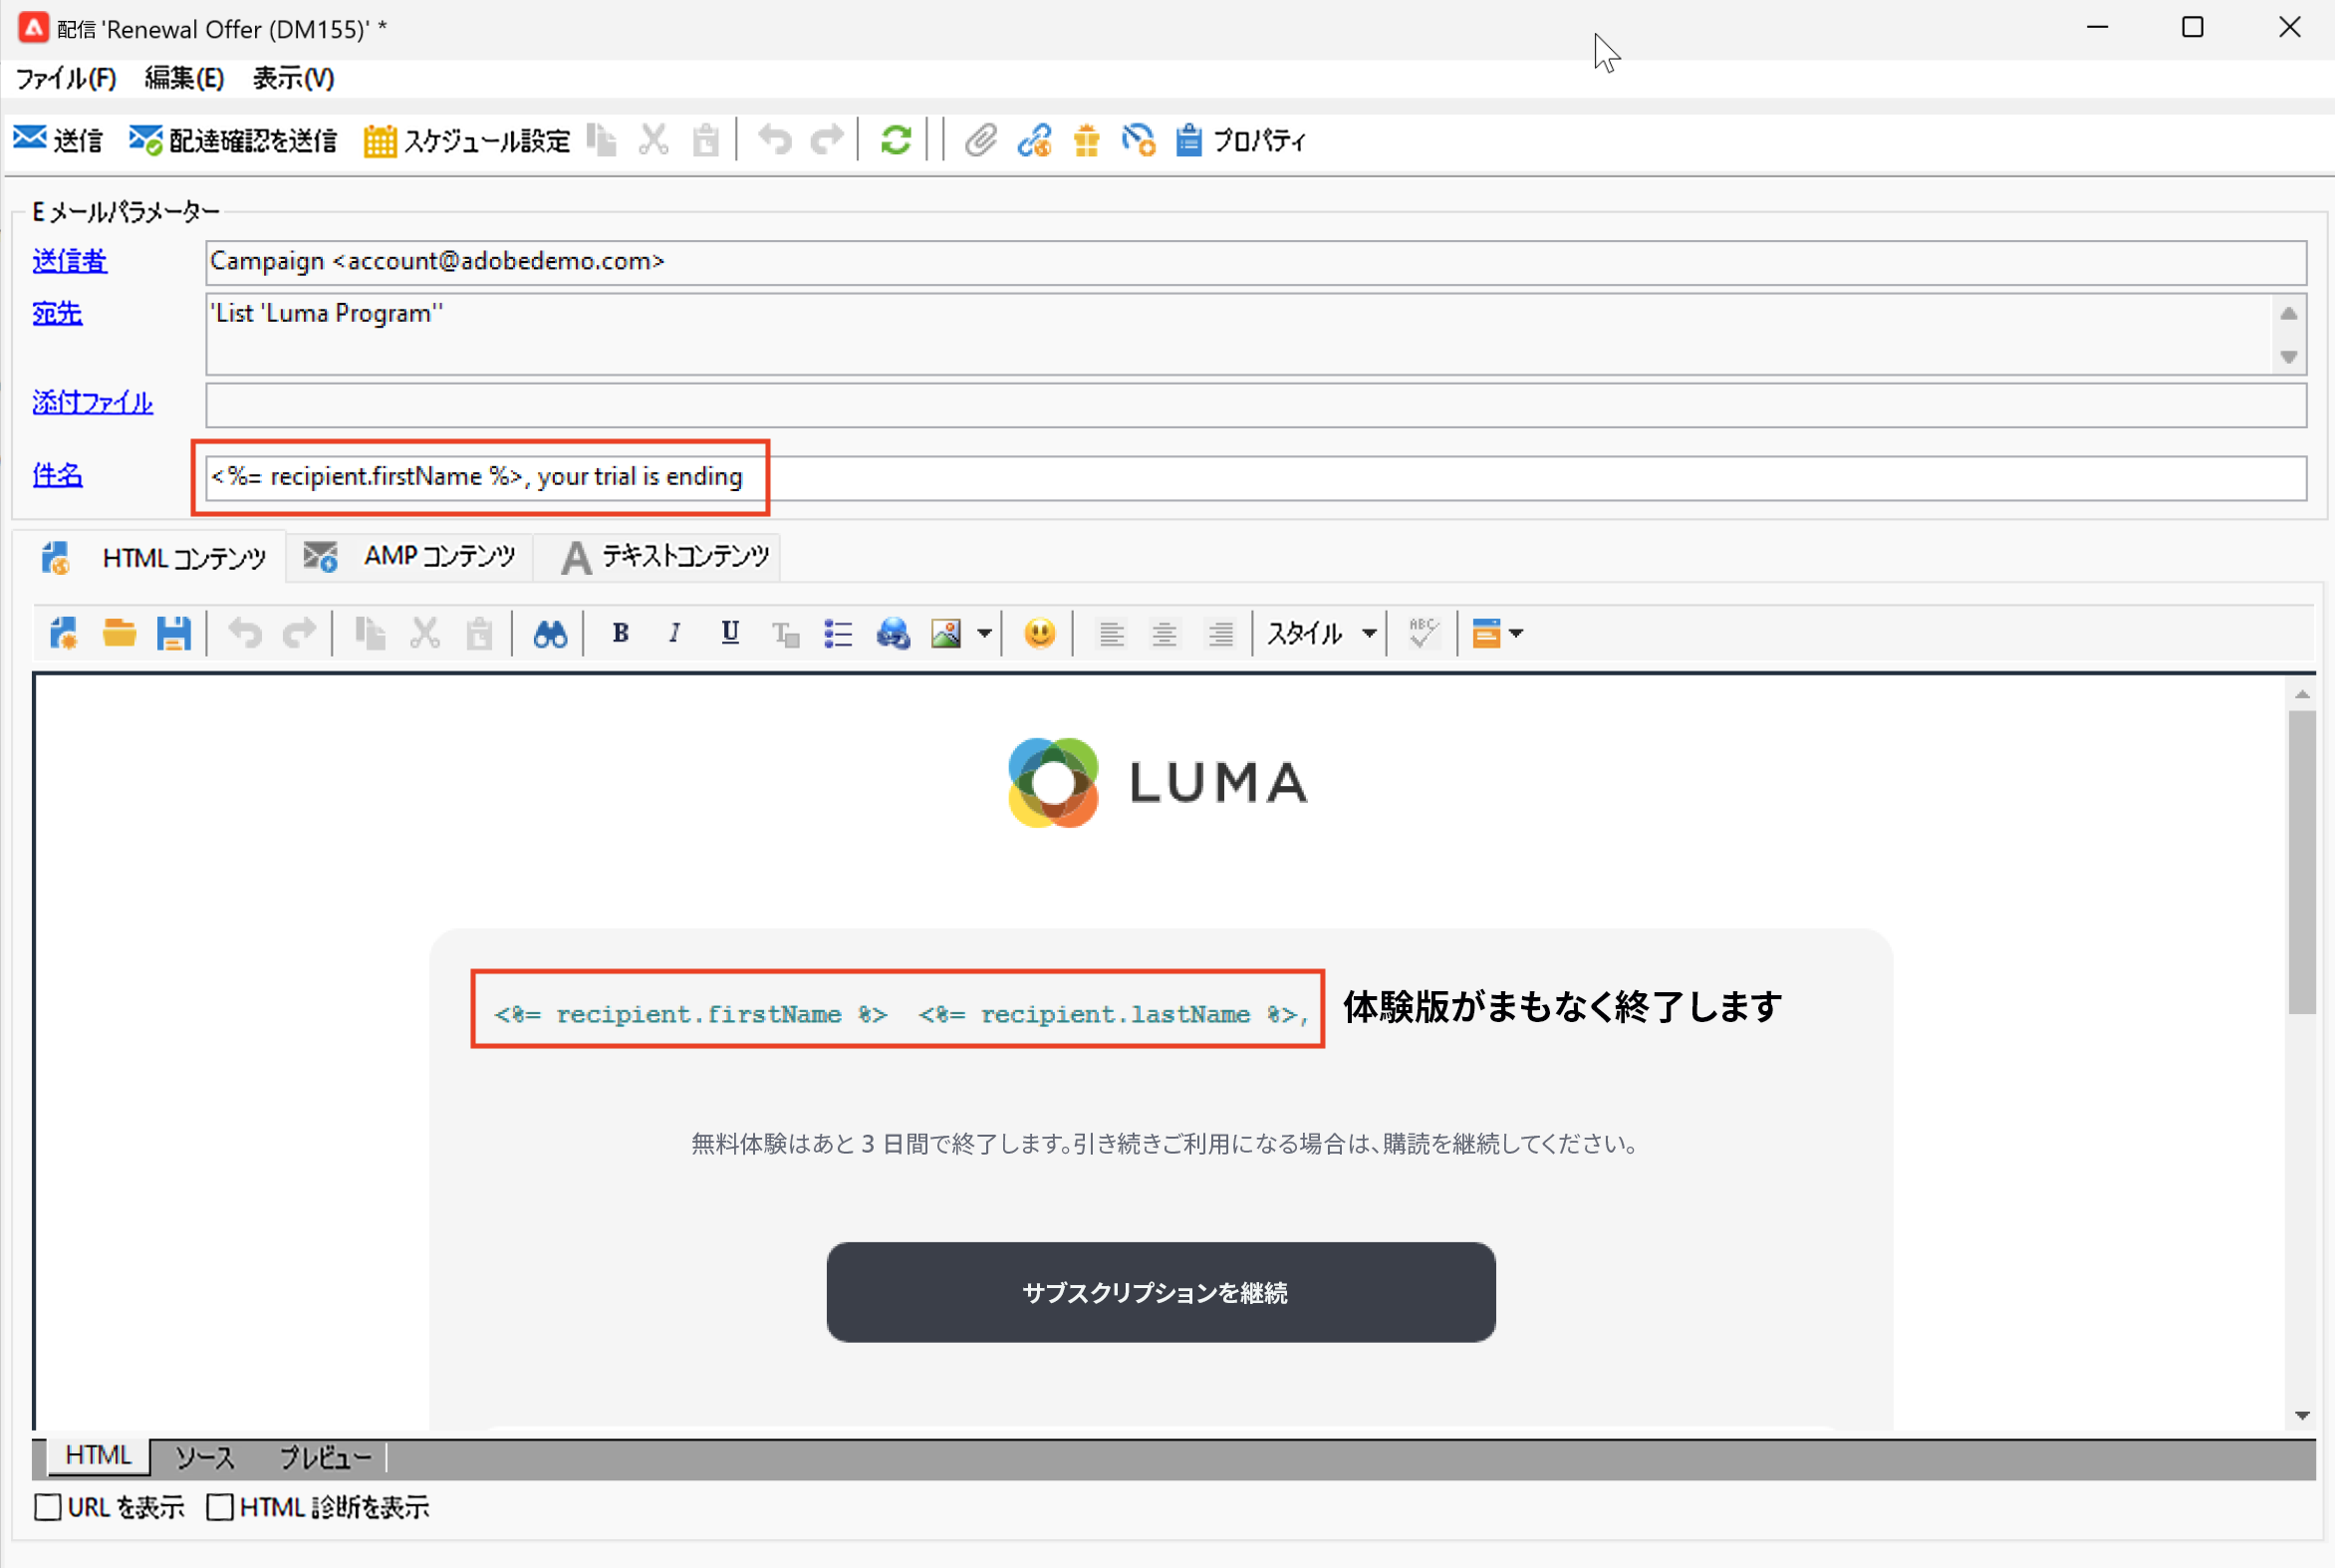 配信 'Renewal Offer (DM155)' *
ファイル(F) 編集(E) 表示(V)
送信 配達確認を送信 スケジュール設定 プロパティ
E メールパラメーター
送信者 Campaign <account@adobedemo.com>
宛先 'List 'Luma Program''
添付ファイル
件名 <%= recipient.firstName %>, your trial is ending
HTML コンテンツ AMP コンテンツ A テキストコンテンツ
B I U T スタイル ABC
LUMA
<%= recipient.firstName %> <%= recipient.lastName %>, 体験版がまもなく終了します
無料体験はあと 3 日間で終了します。引き続きご利用になる場合は、購読を継続してください。
サブスクリプションを継続
HTML ソース プレビュー
URL を表示 HTML 診断を表示